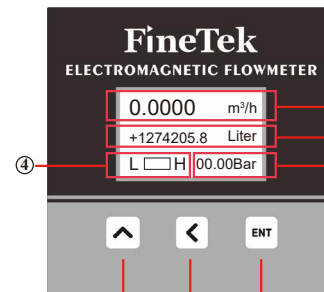 FineTek
ELECTROMAGNETIC FLOWMETER
0.0000 m³/h
+1274205.8 Liter
④ L H 00.00Bar
ENT